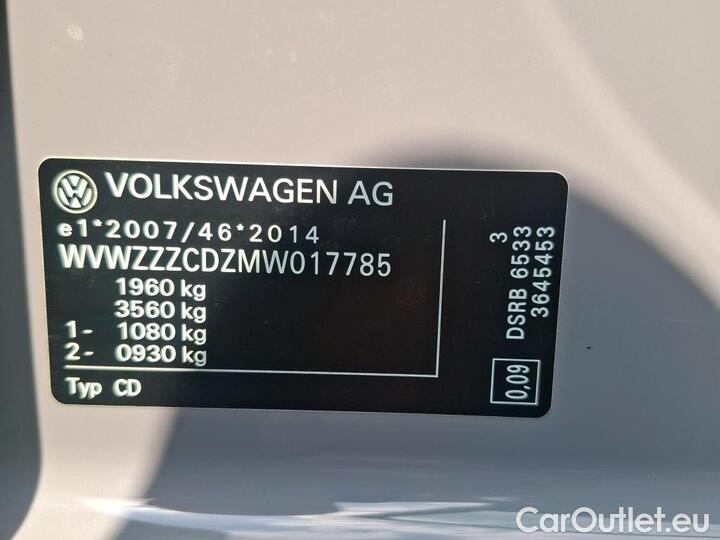 VOLKSWAGEN AG
e1*2007/46*2014
WVWZZZCDZMW017785
1960 kg
3560 kg
1- 1080 kg
2- 0930 kg
Typ CD
3
DSRB 6533
3645453
0,09
CarOutlet.eu